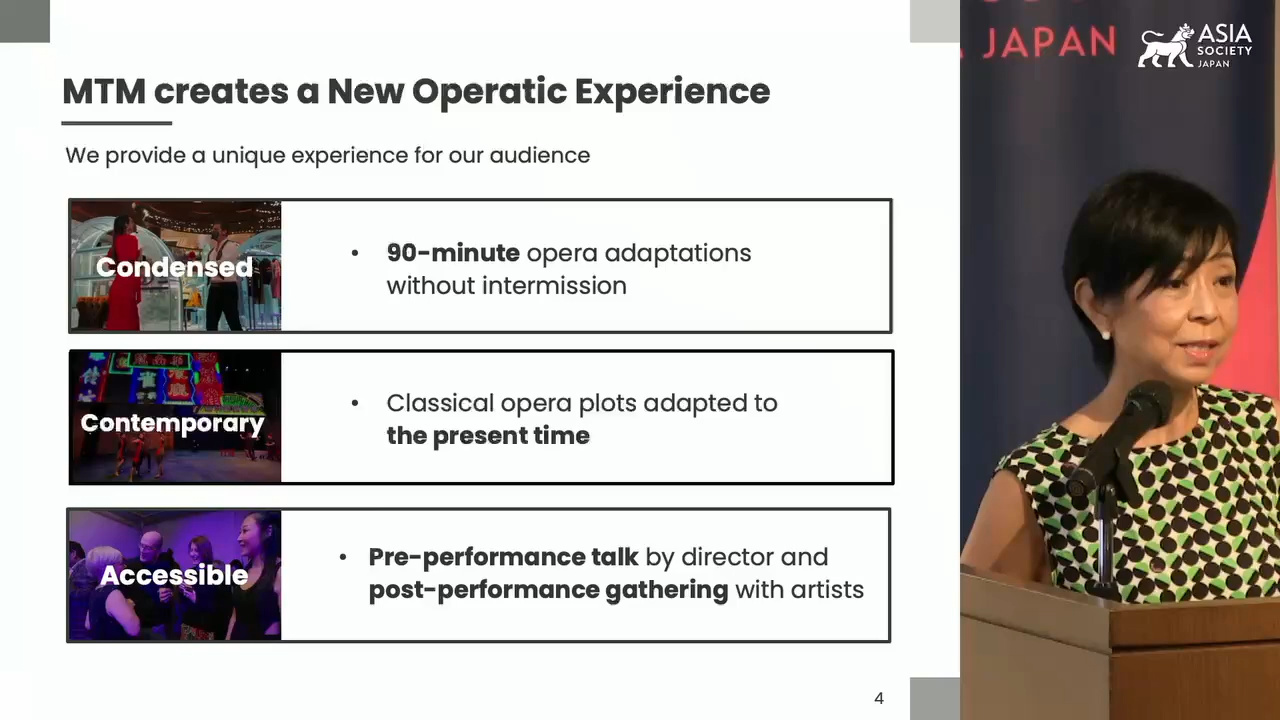 MTM creates a New Operatic Experience
We provide a unique experience for our audience
Condensed
• 90-minute opera adaptations
without intermission
Contemporary
• Classical opera plots adapted to
the present time
Accessible
• Pre-performance talk by director and
post-performance gathering with artists
4
JAPAN
ASIA
SOCIETY
JAPAN